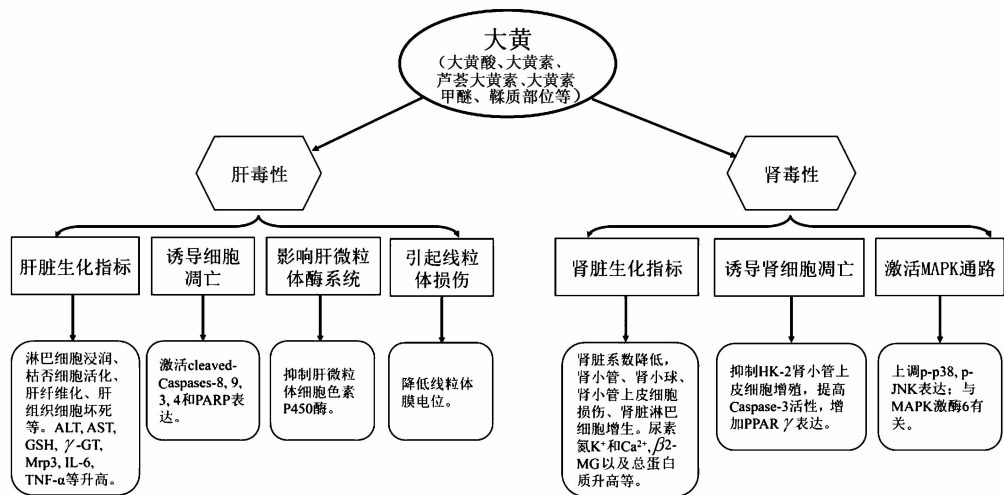 大黄
（大黄酸、大黄素、
芦荟大黄素、大黄素
甲醚、鞣质部位等）
肝毒性
肾毒性
肝脏生化指标
诱导细胞
凋亡
影响肝微粒
体酶系统
引起线粒
体损伤
肾脏生化指标
诱导肾细胞凋亡
激活MAPK通路
淋巴细胞浸润、
枯否细胞活化、
肝纤维化、肝
组织细胞坏死
等。ALT, AST,
GSH, γ-GT,
Mrp3, IL-6,
TNF-α等升高。
激活cleaved-
Caspases-8, 9,
3, 4和PARP表
达。
抑制肝微粒
体细胞色素
P450酶。
降低线粒体
膜电位。
肾脏系数降低，
肾小管、肾小球、
肾小管上皮细胞
损伤、肾脏淋巴
细胞增生。尿素
氮K⁺和Ca²⁺, β2-
MG以及总蛋白
质升高等。
抑制HK-2肾小管上
皮细胞增殖，提高
Caspase-3活性，增
加PPAR γ表达。
上调p-p38, p-
JNK表达；与
MAPK激酶6有
关。